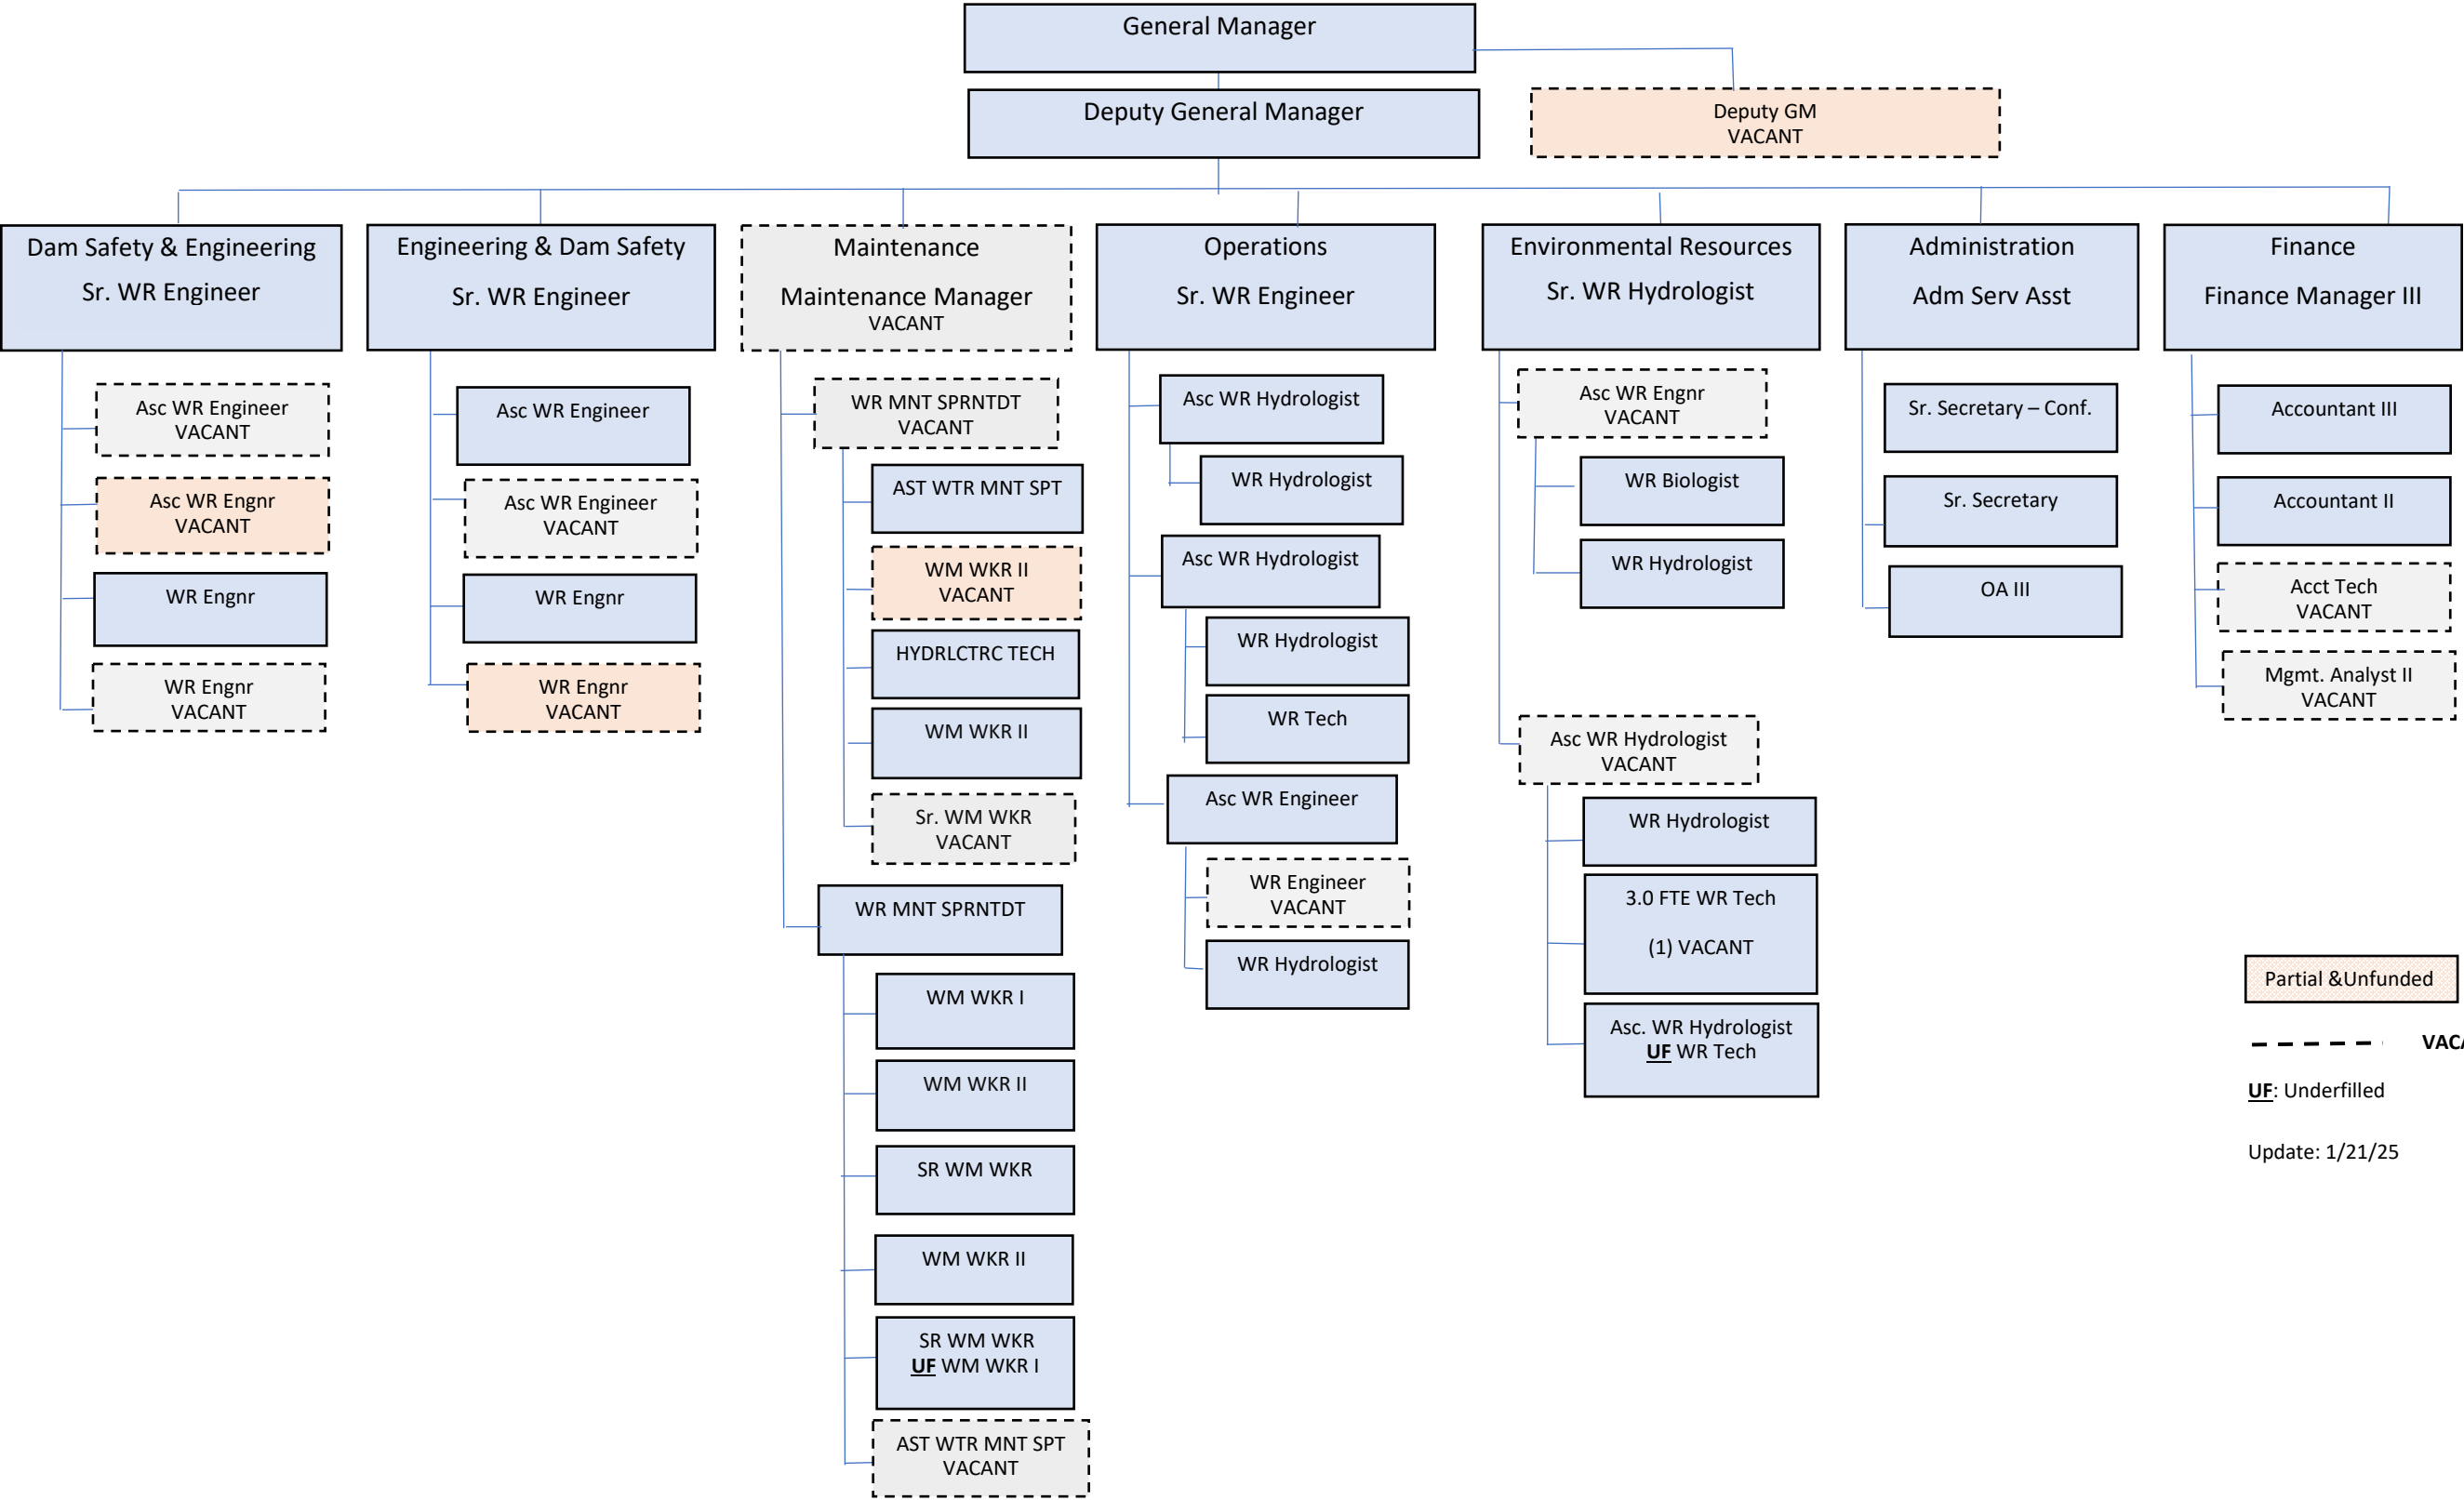 General Manager
Deputy General Manager
Deputy GM
VACANT
Dam Safety & Engineering
Sr. WR Engineer
Asc WR Engineer
VACANT
Asc WR Engnr
VACANT
WR Engnr
WR Engnr
VACANT
Engineering & Dam Safety
Sr. WR Engineer
Asc WR Engineer
Asc WR Engineer
VACANT
WR Engnr
WR Engnr
VACANT
Maintenance
Maintenance Manager
VACANT
WR MNT SPRNTDT
VACANT
AST WTR MNT SPT
WM WKR II
VACANT
HYDRLCTRC TECH
WM WKR II
Sr. WM WKR
VACANT
WR MNT SPRNTDT
WM WKR I
WM WKR II
SR WM WKR
WM WKR II
SR WM WKR
UF WM WKR I
AST WTR MNT SPT
VACANT
Operations
Sr. WR Engineer
Asc WR Hydrologist
WR Hydrologist
Asc WR Hydrologist
WR Hydrologist
WR Tech
Asc WR Engineer
WR Engineer
VACANT
WR Hydrologist
Environmental Resources
Sr. WR Hydrologist
Asc WR Engnr
VACANT
WR Biologist
WR Hydrologist
Asc WR Hydrologist
VACANT
WR Hydrologist
3.0 FTE WR Tech
(1) VACANT
Asc. WR Hydrologist
UF WR Tech
Administration
Adm Serv Asst
Sr. Secretary – Conf.
Sr. Secretary
OA III
Finance
Finance Manager III
Accountant III
Accountant II
Acct Tech
VACANT
Mgmt. Analyst II
VACANT
Partial &Unfunded
VACA
UF: Underfilled
Update: 1/21/25